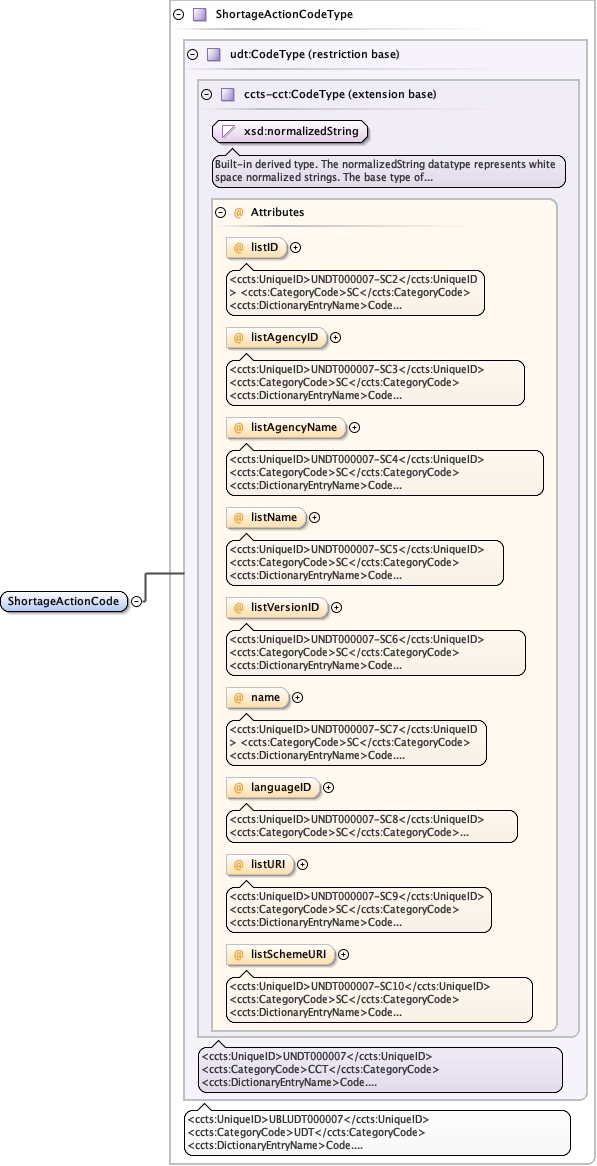 ShortageActionCodeType
udt:CodeType (restriction base)
ccts-cct:CodeType (extension base)
xsd:normalizedString
Built-in derived type. The normalizedString datatype represents white
space normalized strings. The base type of...
@ Attributes
@ listID
<ccts:UniqueID>UNDT000007-SC2</ccts:UniqueID
> <ccts:CategoryCode>SC</ccts:CategoryCode>
<ccts:DictionaryEntryName>Code...
@ listAgencyID
<ccts:UniqueID>UNDT000007-SC3</ccts:UniqueID>
<ccts:CategoryCode>SC</ccts:CategoryCode>
<ccts:DictionaryEntryName>Code...
@ listAgencyName
<ccts:UniqueID>UNDT000007-SC4</ccts:UniqueID>
<ccts:CategoryCode>SC</ccts:CategoryCode>
<ccts:DictionaryEntryName>Code...
@ listName
<ccts:UniqueID>UNDT000007-SC5</ccts:UniqueID>
<ccts:CategoryCode>SC</ccts:CategoryCode>
<ccts:DictionaryEntryName>Code...
ShortageActionCode
@ listVersionID
<ccts:UniqueID>UNDT000007-SC6</ccts:UniqueID>
<ccts:CategoryCode>SC</ccts:CategoryCode>
<ccts:DictionaryEntryName>Code...
@ name
<ccts:UniqueID>UNDT000007-SC7</ccts:UniqueID
> <ccts:CategoryCode>SC</ccts:CategoryCode>
<ccts:DictionaryEntryName>Code....
@ languageID
<ccts:UniqueID>UNDT000007-SC8</ccts:UniqueID>
<ccts:CategoryCode>SC</ccts:CategoryCode>...
@ listURI
<ccts:UniqueID>UNDT000007-SC9</ccts:UniqueID>
<ccts:CategoryCode>SC</ccts:CategoryCode>
<ccts:DictionaryEntryName>Code...
@ listSchemeURI
<ccts:UniqueID>UNDT000007-SC10</ccts:UniqueID>
<ccts:CategoryCode>SC</ccts:CategoryCode>
<ccts:DictionaryEntryName>Code...
<ccts:UniqueID>UNDT000007</ccts:UniqueID>
<ccts:CategoryCode>CCT</ccts:CategoryCode>
<ccts:DictionaryEntryName>Code....
<ccts:UniqueID>UBLUDT000007</ccts:UniqueID>
<ccts:CategoryCode>UDT</ccts:CategoryCode>
<ccts:DictionaryEntryName>Code....